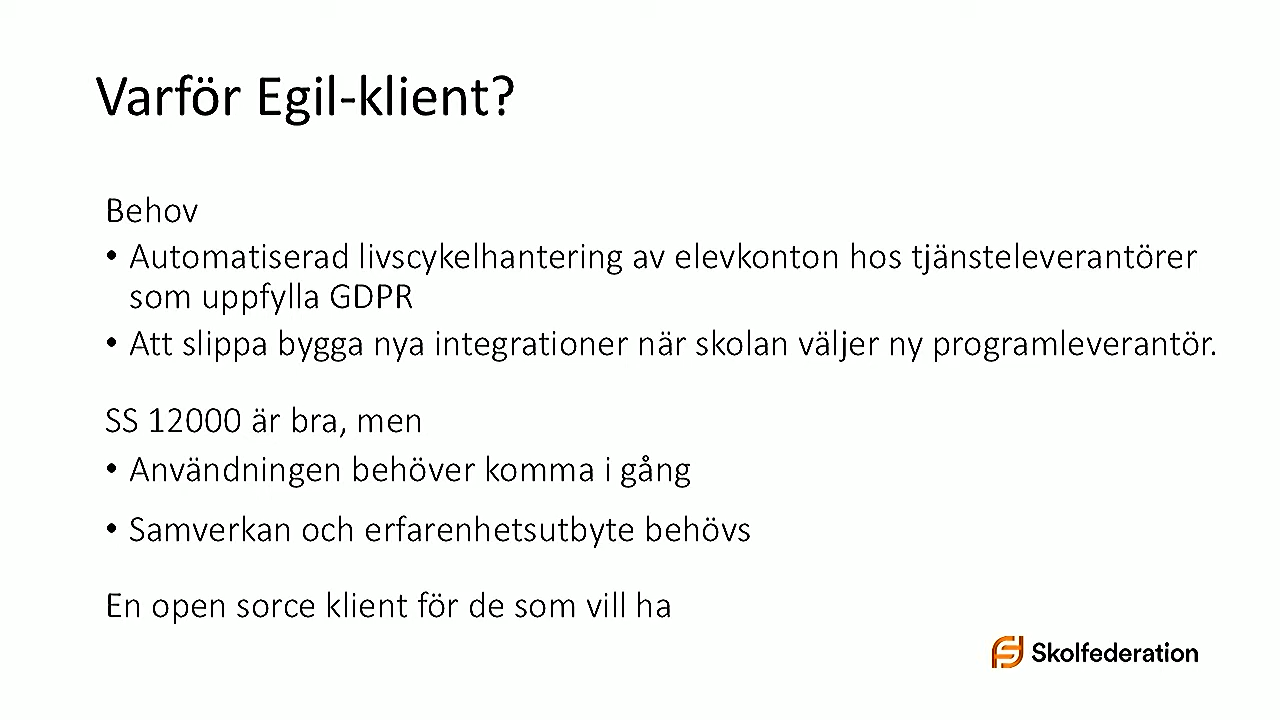 Varför Egil-klient?
Behov
• Automatiserad livscykelhantering av elevkonton hos tjänsteleverantörer
som uppfylla GDPR
• Att slippa bygga nya integrationer när skolan väljer ny programleverantör.
SS 12000 är bra, men
• Användningen behöver komma i gång
• Samverkan och erfarenhetsutbyte behövs
En open sorce klient för de som vill ha
Skolfederation